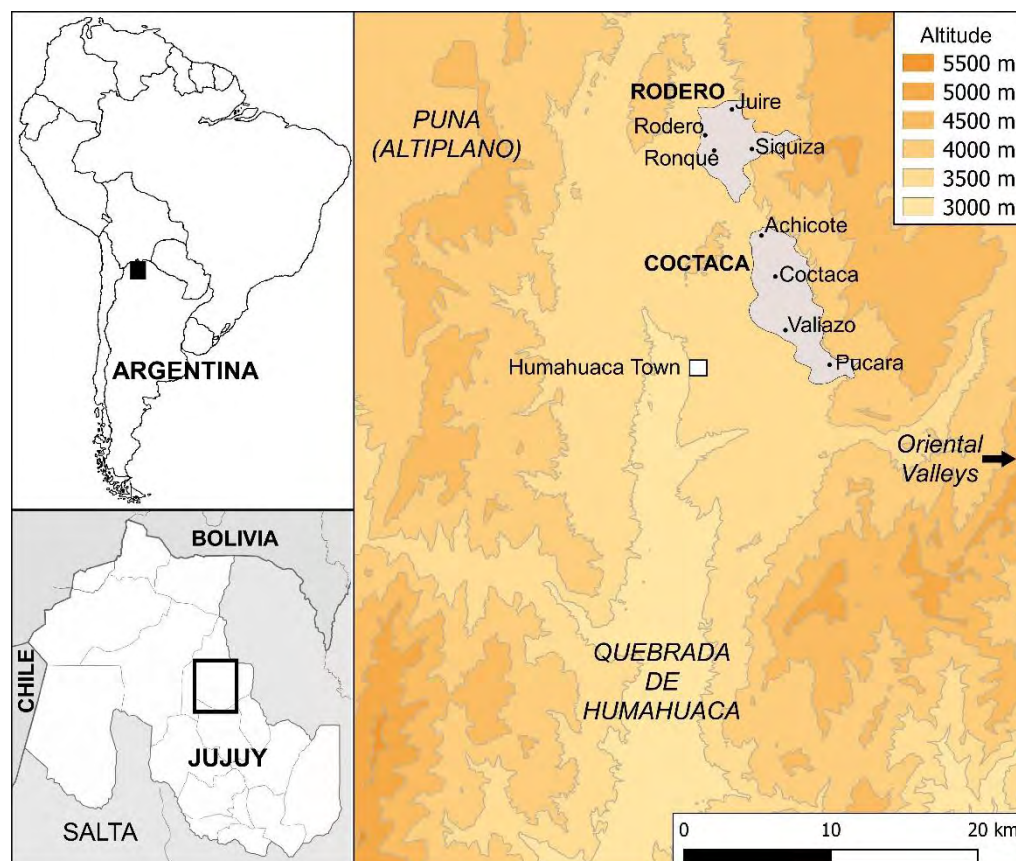 ARGENTINA
BOLIVIA
CHILE
JUJUY
SALTA
Altitude
5500 m
5000 m
4500 m
4000 m
3500 m
3000 m
PUNA
(ALTIPLANO)
RODERO
Juire
Rodero
Ronque
Siquiza
Achicote
COCTACA
Coctaca
Valiazo
Humahuaca Town
Pucara
Oriental
Valleys
QUEBRADA
DE
HUMAHUACA
0 10 20 km